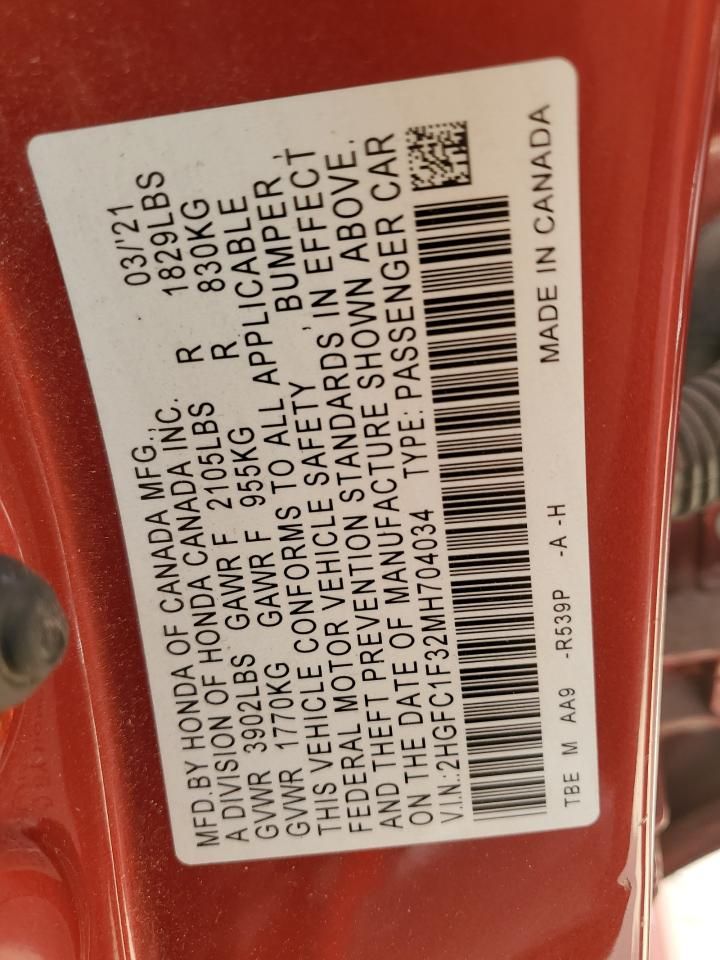 MFD.BY HONDA OF CANADA MFG., 03/'21
A DIVISION OF HONDA CANADA INC.
GVWR 3902LBS GAWR F 2105LBS R 1829LBS
GVWR 1770KG GAWR F 955KG R 830KG
THIS VEHICLE CONFORMS TO ALL APPLICABLE
FEDERAL MOTOR VEHICLE SAFETY, BUMPER,
AND THEFT PREVENTION STANDARDS IN EFFECT
ON THE DATE OF MANUFACTURE SHOWN ABOVE.
V.I.N.:2HGFC1F32MH704034 TYPE: PASSENGER CAR
TBE M AA9 -R539P -A -H MADE IN CANADA